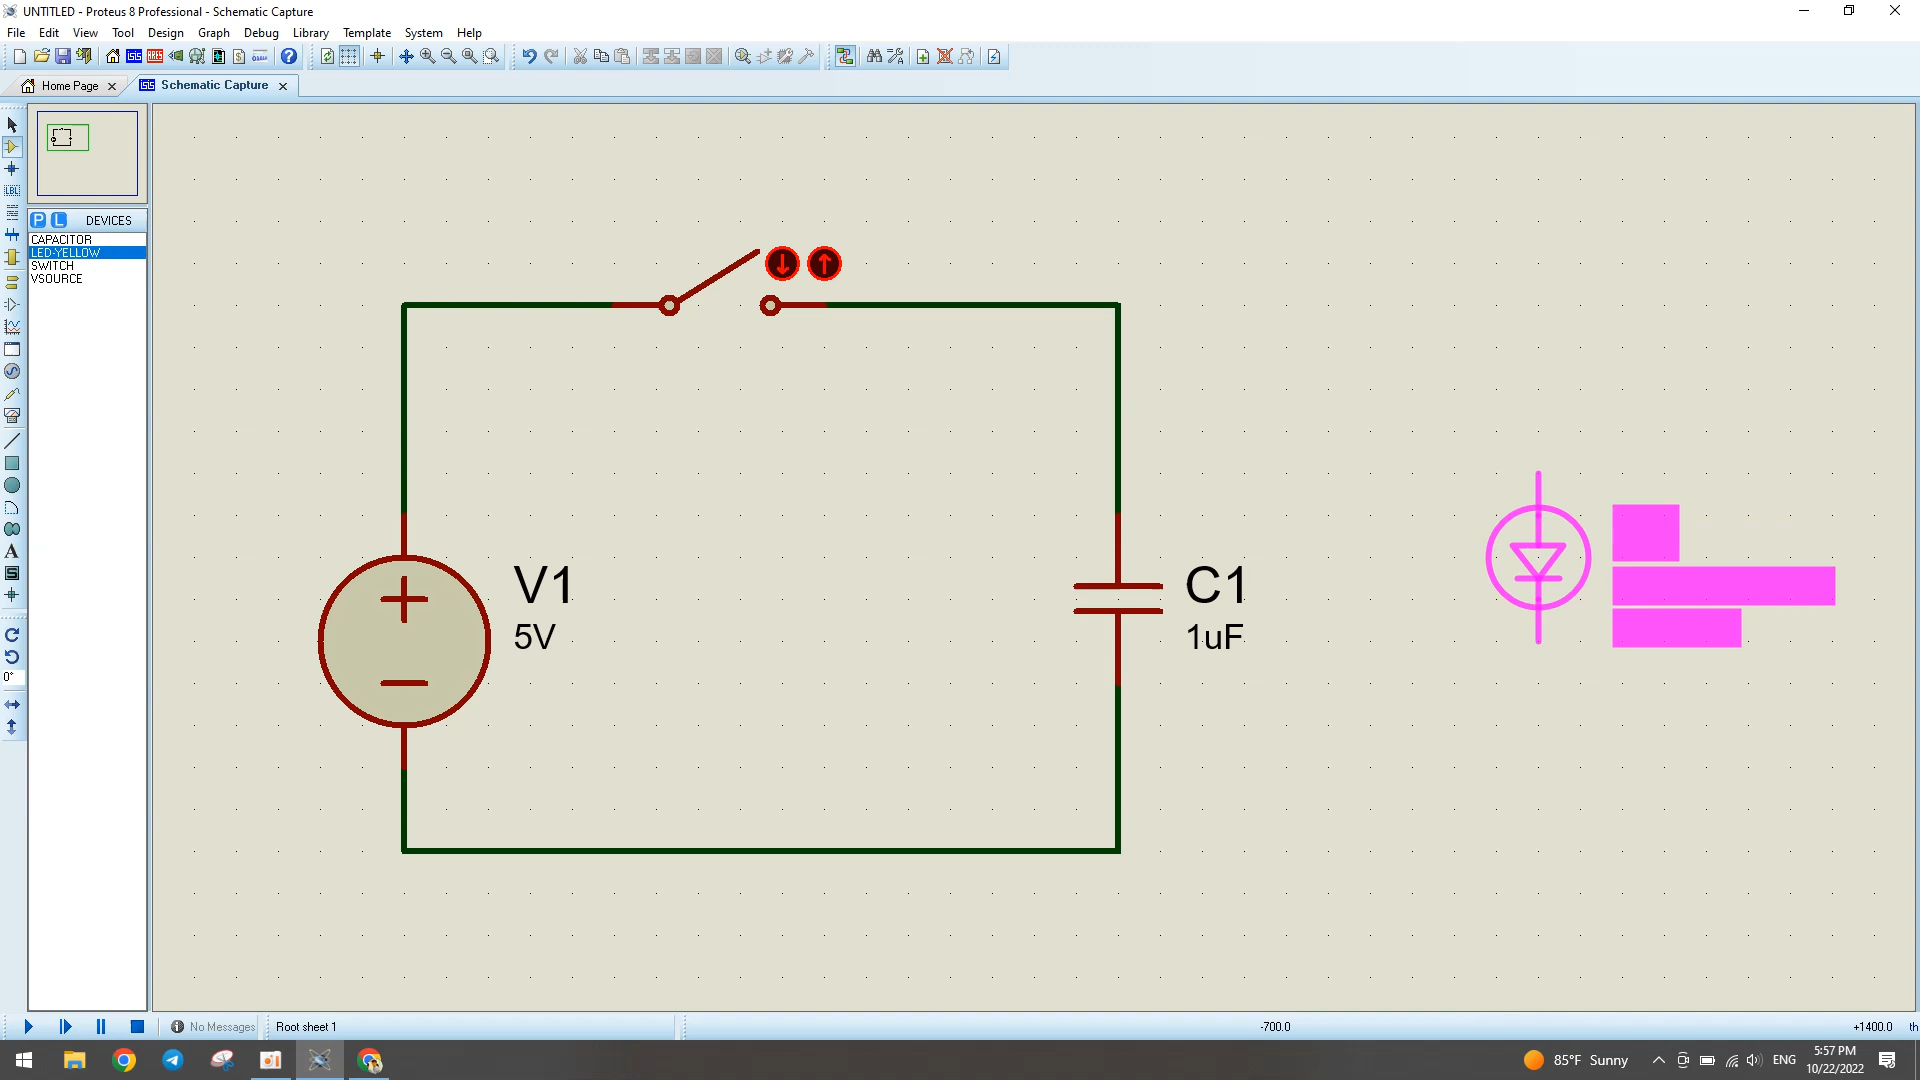 UNTITLED - Proteus 8 Professional - Schematic Capture
File Edit View Tool Design Graph Debug Library Template System Help
Home Page Schematic Capture
LBL
P L DEVICES
CAPACITOR
LED-YELLOW
SWITCH
VSOURCE
A
S
0°
V1
5V
C1
1uF
No Messages Root sheet 1 -700.0 +1400.0 th
85°F Sunny ENG
5:57 PM
10/22/2022